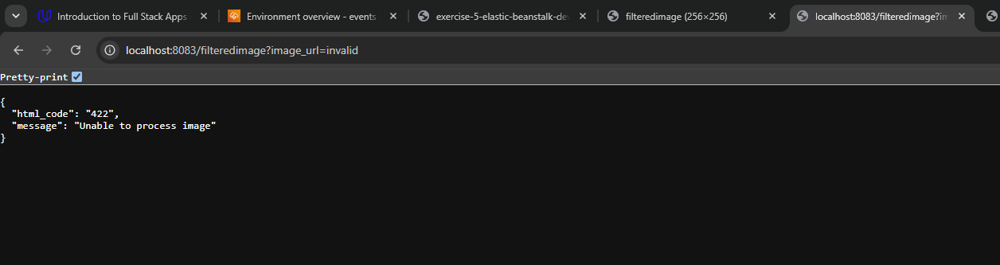 Introduction to Full Stack Apps
Environment overview - events
exercise-5-elastic-beanstalk-de
filteredimage (256×256)
localhost:8083/filteredimage?i
localhost:8083/filteredimage?image_url=invalid
Pretty-print
{
"html_code": "422",
"message": "Unable to process image"
}